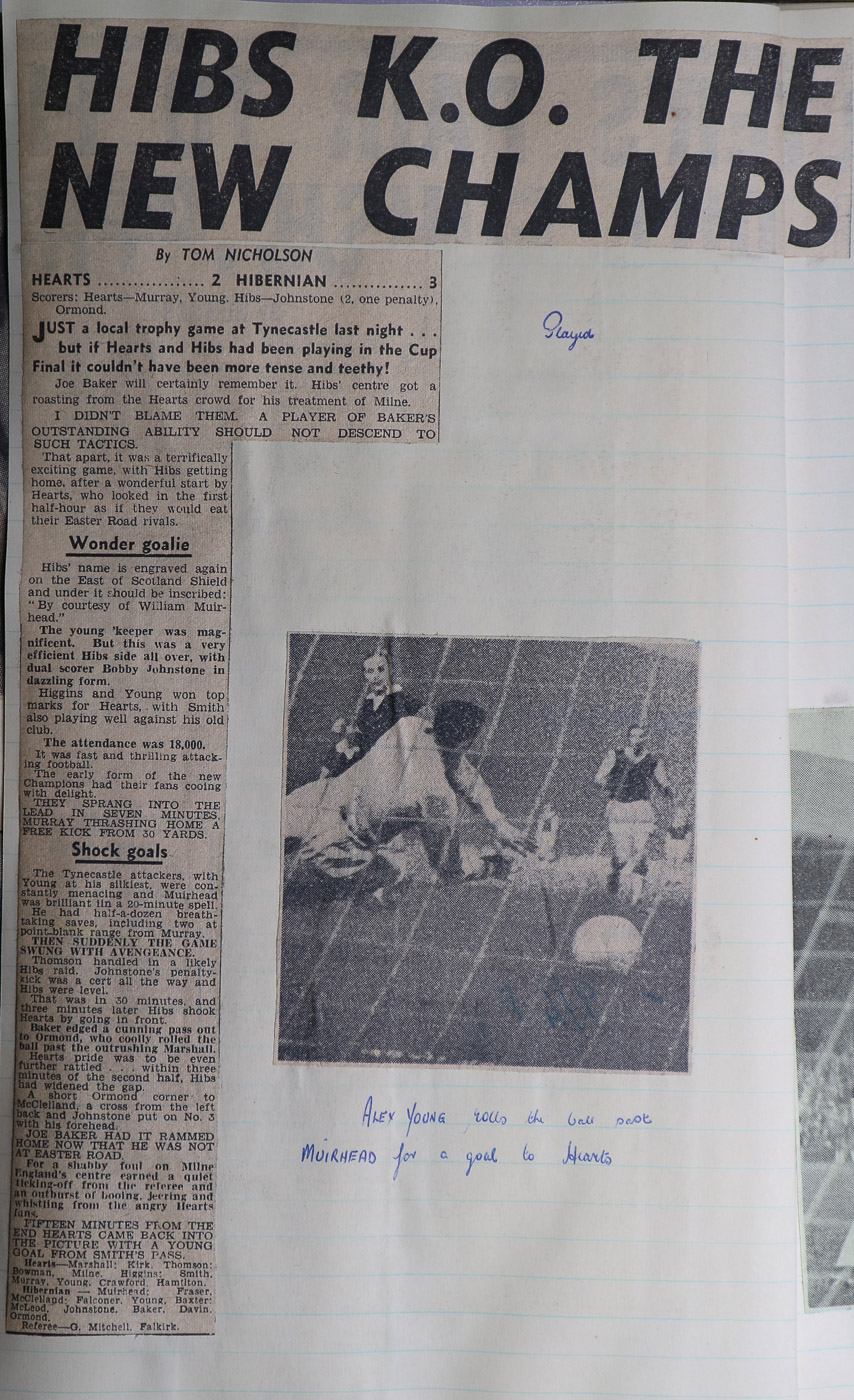 HIBS K.O. THE
NEW CHAMPS
By TOM NICHOLSON
HEARTS .................. 2 HIBERNIAN ............... 3
Scorers: Hearts—Murray, Young. Hibs—Johnstone (2, one penalty),
Ormond.
JUST a local trophy game at Tynecastle last night . . .
but if Hearts and Hibs had been playing in the Cup
Final it couldn't have been more tense and teethy!
Joe Baker will certainly remember it. Hibs' centre got a
roasting from the Hearts crowd for his treatment of Milne.
I DIDN'T BLAME THEM. A PLAYER OF BAKER'S
OUTSTANDING ABILITY SHOULD NOT DESCEND TO
SUCH TACTICS.
That apart, it was a terrifically
exciting game, with Hibs getting
home, after a wonderful start by
Hearts, who looked in the first
half-hour as if they would eat
their Easter Road rivals.
Wonder goalie
Hibs' name is engraved again
on the East of Scotland Shield
and under it should be inscribed:
"By courtesy of William Muir-
head."
The young 'keeper was mag-
nificent. But this was a very
efficient Hibs side all over, with
dual scorer Bobby Johnstone in
dazzling form.
Higgins and Young won top
marks for Hearts, with Smith
also playing well against his old
club.
The attendance was 18,000.
It was fast and thrilling attack-
ing football.
The early form of the new
Champions had their fans cooing
with delight.
THEY SPRANG INTO THE
LEAD IN SEVEN MINUTES,
MURRAY THRASHING HOME A
FREE KICK FROM 30 YARDS.
Shock goals
The Tynecastle attackers, with
Young at his silkiest, were con-
stantly menacing and Muirhead
was brilliant iin a 20-minute spell.
He had half-a-dozen breath-
taking saves, including two at
point-blank range from Murray.
THEN SUDDENLY THE GAME
SWUNG WITH AVENGEANCE.
Thomson handled in a likely
Hibs raid. Johnstone's penalty-
kick was a cert all the way and
Hibs were level.
That was in 30 minutes, and
three minutes later Hibs shook
Hearts by going in front.
Baker edged a cunning pass out
to Ormond, who coolly rolled the
ball past the outrushing Marshall.
Hearts pride was to be even
further rattled . . . within three
minutes of the second half, Hibs
had widened the gap.
A short Ormond corner to
McClelland, a cross from the left
back and Johnstone put on No. 3
with his forehead.
JOE BAKER HAD IT RAMMED
HOME NOW THAT HE WAS NOT
AT EASTER ROAD.
For a shabby foul on Milne
England's centre earned a quiet
ticking-off from the referee and
an outburst of booing, jeering and
whistling from the angry Hearts
fans.
FIFTEEN MINUTES FROM THE
END HEARTS CAME BACK INTO
THE PICTURE WITH A YOUNG
GOAL FROM SMITH'S PASS.
Hearts—Marshall; Kirk, Thomson;
Bowman, Milne, Higgins; Smith,
Murray, Young, Crawford, Hamilton.
Hibernian — Muirhead; Fraser,
McClelland; Falconer, Young, Baxter;
McLeod, Johnstone, Baker, Davin,
Ormond.
Referee—G. Mitchell, Falkirk.
Played
ALEX YOUNG rolls the ball past
MUIRHEAD for a goal to Hearts